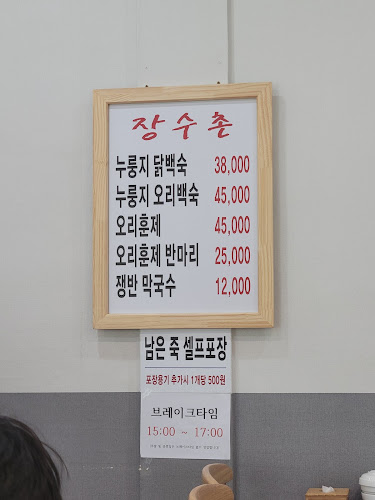 장수촌
누룽지 닭백숙 38,000
누룽지 오리백숙 45,000
오리훈제 45,000
오리훈제 반마리 25,000
쟁반 막국수 12,000
남은 죽 셀프포장
포장용기 추가시 1개당 500원
브레이크타임
15:00 ~ 17:00